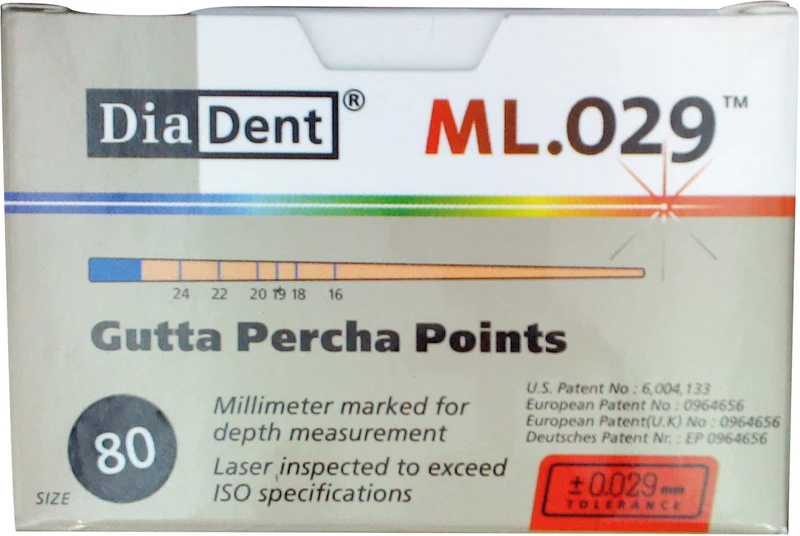 DiaDent® ML.029™
24 22 20 19 18 16
Gutta Percha Points
80
SIZE
Millimeter marked for
depth measurement
Laser inspected to exceed
ISO specifications
U.S. Patent No : 6,004,133
European Patent No : 0964656
European Patent(U.K) No : 0964656
Deutsches Patent Nr. : EP 0964656
±0.029mm
TOLERANCE